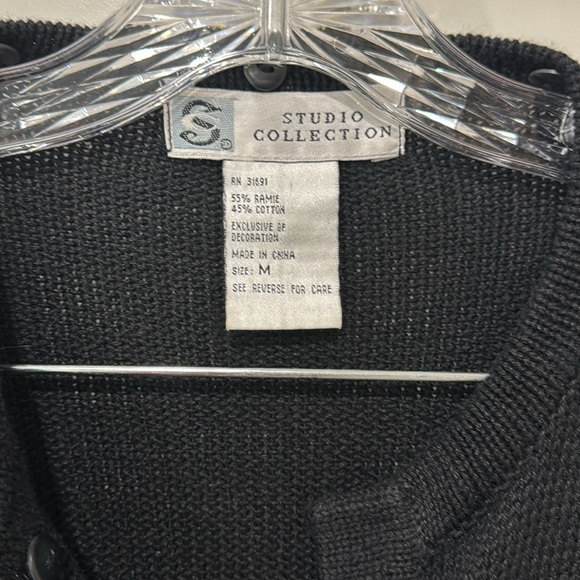 S STUDIO
COLLECTION
RN 31691
55% RAMIE
45% COTTON
EXCLUSIVE OF
DECORATION
MADE IN CHINA
SIZE: M
SEE REVERSE FOR CARE